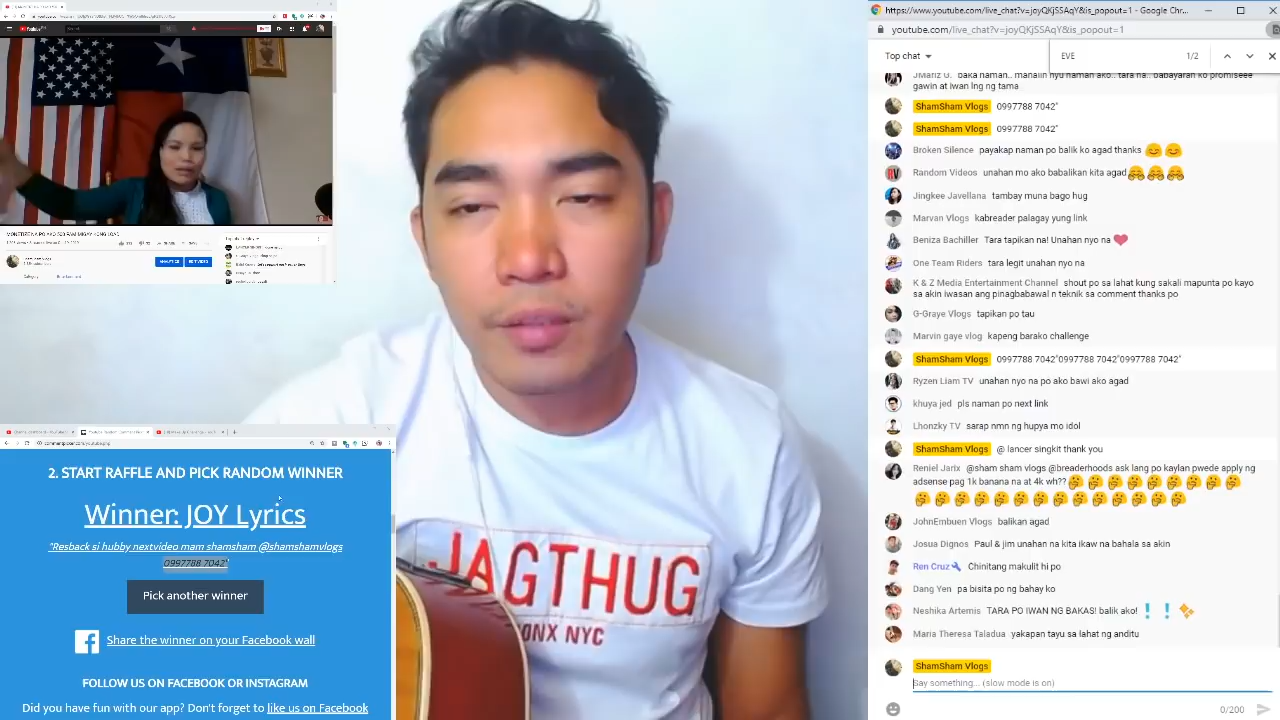 MONETIZE NA PO AKO
SHARE
SAVE
ANALYTICS
EDIT VIDEO
Category
2. START RAFFLE AND PICK RANDOM WINNER
Winner: JOY Lyrics
"Resback si hubby nextvideo mam shamsham @shamshamvlogs
0997788 7042"
Pick another winner
Share the winner on your Facebook wall
FOLLOW US ON FACEBOOK OR INSTAGRAM
Did you have fun with our app? Don't forget to like us on Facebook
JAGTHUG
ONX NYC
https://www.youtube.com/live_chat?v=joyQKjSSAqY&is_popout=1 - Google Chr...
youtube.com/live_chat?v=joyQKjSSAqY&is_popout=1
Top chat
EVE 1/2
JMariz G. baka naman.. manalin nyo naman ako.. tara na.. babayaran ko promiseee
gawin at iwan lng ng tama
ShamSham Vlogs 0997788 7042"
ShamSham Vlogs 0997788 7042"
Broken Silence payakap naman po balik ko agad thanks 😊 😊
Random Videos unahan mo ako babalikan kita agad🤗 🤗 🤗
Jingkee Javellana tambay muna bago hug
Marvan Vlogs kabreader palagay yung link
Beniza Bachiller Tara tapikan na! Unahan nyo na ❤
One Team Riders tara legit unahan nyo na
K & Z Media Entertainment Channel shout po sa lahat kung sakali mapunta po kayo
sa akin iwasan ang pinagbabawal n teknik sa comment thanks po
G-Graye Vlogs tapikan po tau
Marvin gaye vlog kapeng barako challenge
ShamSham Vlogs 0997788 7042"0997788 7042"0997788 7042"
Ryzen Liam TV unahan nyo na po ako bawi ako agad
khuya jed pls naman po next link
Lhonzky TV sarap nmn ng hupya mo idol
ShamSham Vlogs @ lancer singkit thank you
Reniel Jarix @sham sham vlogs @breaderhoods ask lang po kaylan pwede apply ng
adsense pag 1k banana na at 4k wh??🤔 🤔 🤔 🤔 🤔 🤔 🤔 🤔 🤔
🤔 🤔 🤔 🤔 🤔 🤔 🤔 🤔 🤔 🤔 🤔 🤔 🤔 🤔
JohnEmbuen Vlogs balikan agad
Josua Dignos Paul & jim unahan na kita ikaw na bahala sa akin
Ren Cruz Chinitang makulit hi po
Dang Yen pa bisita po ng bahay ko
Neshika Artemis TARA PO IWAN NG BAKAS! balik ako! ❗ ❗ ✨
Maria Theresa Taladua yakapan tayu sa lahat ng anditu
ShamSham Vlogs
Say something... (slow mode is on)
0/200